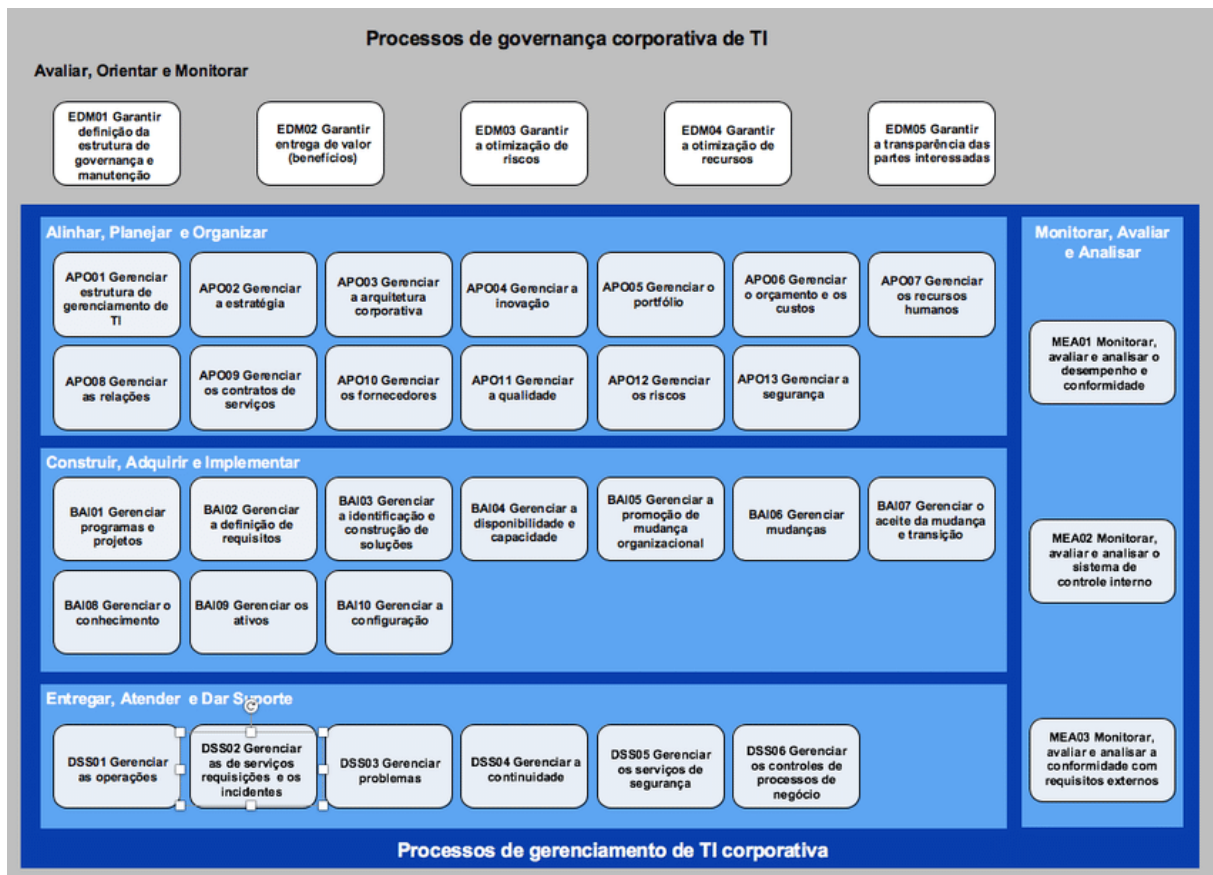 Processos de governança corporativa de TI
Avaliar, Orientar e Monitorar
EDM01 Garantir
definição da
estrutura de
governança e
manutenção
EDM02 Garantir
entrega de valor
(benefícios)
EDM03 Garantir
a otimização de
riscos
EDM04 Garantir
a otimização de
recursos
EDM05 Garantir
a transparência das
partes interessadas
Alinhar, Planejar e Organizar
APO01 Gerenciar
estrutura de
gerenciamento de
TI
APO02 Gerenciar
a estratégia
APO03 Gerenciar
a arquitetura
corporativa
APO04 Gerenciar a
inovação
APO05 Gerenciar o
portfólio
APO06 Gerenciar
o orçamento e os
custos
APO07 Gerenciar
os recursos
humanos
APO08 Gerenciar
as relações
APO09 Gerenciar
os contratos de
serviços
APO10 Gerenciar
os fornecedores
APO11 Gerenciar
a qualidade
APO12 Gerenciar
os riscos
APO13 Gerenciar a
segurança
Construir, Adquirir e Implementar
BAI01 Gerenciar
programas e
projetos
BAI02 Gerenciar
a definição de
requisitos
BAI03 Gerenciar
a identificação e
construção de
soluções
BAI04 Gerenciar a
disponibilidade e
capacidade
BAI05 Gerenciar a
promoção de
mudança
organizacional
BAI06 Gerenciar
mudanças
BAI07 Gerenciar o
aceite da mudança
e transição
BAI08 Gerenciar o
conhecimento
BAI09 Gerenciar os
ativos
BAI10 Gerenciar a
configuração
Entregar, Atender e Dar Suporte
DSS01 Gerenciar
as operações
DSS02 Gerenciar
as de serviços
requisições e os
incidentes
DSS03 Gerenciar
problemas
DSS04 Gerenciar a
continuidade
DSS05 Gerenciar
os serviços de
segurança
DSS06 Gerenciar
os controles de
processos de
negócio
Monitorar, Avaliar
e Analisar
MEA01 Monitorar,
avaliar e analisar o
desempenho e
conformidade
MEA02 Monitorar,
avaliar e analisar o
sistema de
controle interno
MEA03 Monitorar,
avaliar e analisar a
conformidade com
requisitos externos
Processos de gerenciamento de TI corporativa